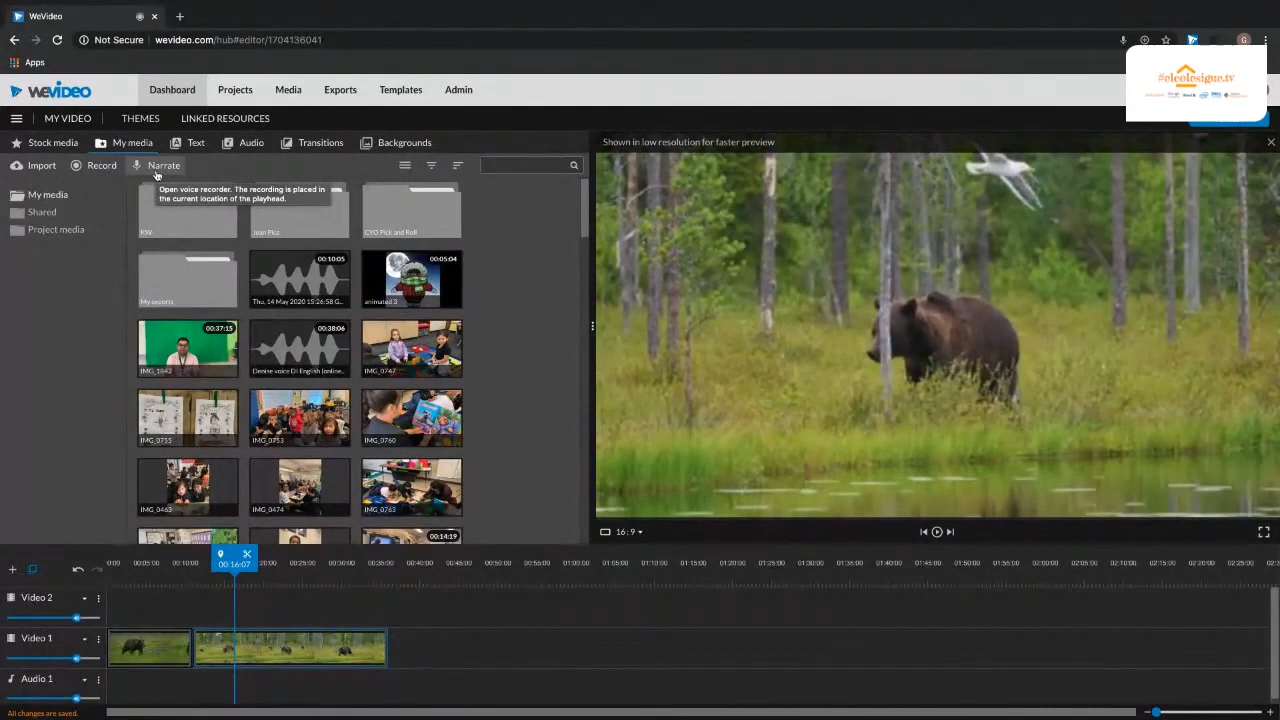 WeVideo
Not Secure
wevideo.com/hub#editor/1704136041
G
Apps
#elcolesigue.tv
WEVIDEO
Dashboard
Projects
Media
Exports
Templates
Admin
MY VIDEO
THEMES
LINKED RESOURCES
Stock media
My media
Text
Audio
Transitions
Backgrounds
Shown in low resolution for faster preview
Import
Record
Narrate
Open voice recorder. The recording is placed in
the current location of the playhead.
My media
Shared
Project media
KW
Jean Pics
CYO Pick and Roll
00:10:05
00:05:04
My exports
Thu, 14 May 2020 15:26:58 G...
animated 3
00:37:15
00:38:06
IMG_1842
Denise voice DI English (online...
IMG_0747
IMG_0755
IMG_0753
IMG_0760
IMG_0463
IMG_0474
IMG_0763
00:14:19
16:9
00:16:07
0:00
00:05:00
00:10:00
20:00
00:25:00
00:30:00
00:35:00
00:40:00
00:45:00
00:50:00
00:55:00
01:00:00
01:05:00
01:10:00
01:15:00
01:20:00
01:25:00
01:30:00
01:35:00
01:40:00
01:45:00
01:50:00
01:55:00
02:00:00
02:05:00
02:10:00
02:15:00
02:20:00
02:25:00
Video 2
Video 1
Audio 1
All changes are saved.